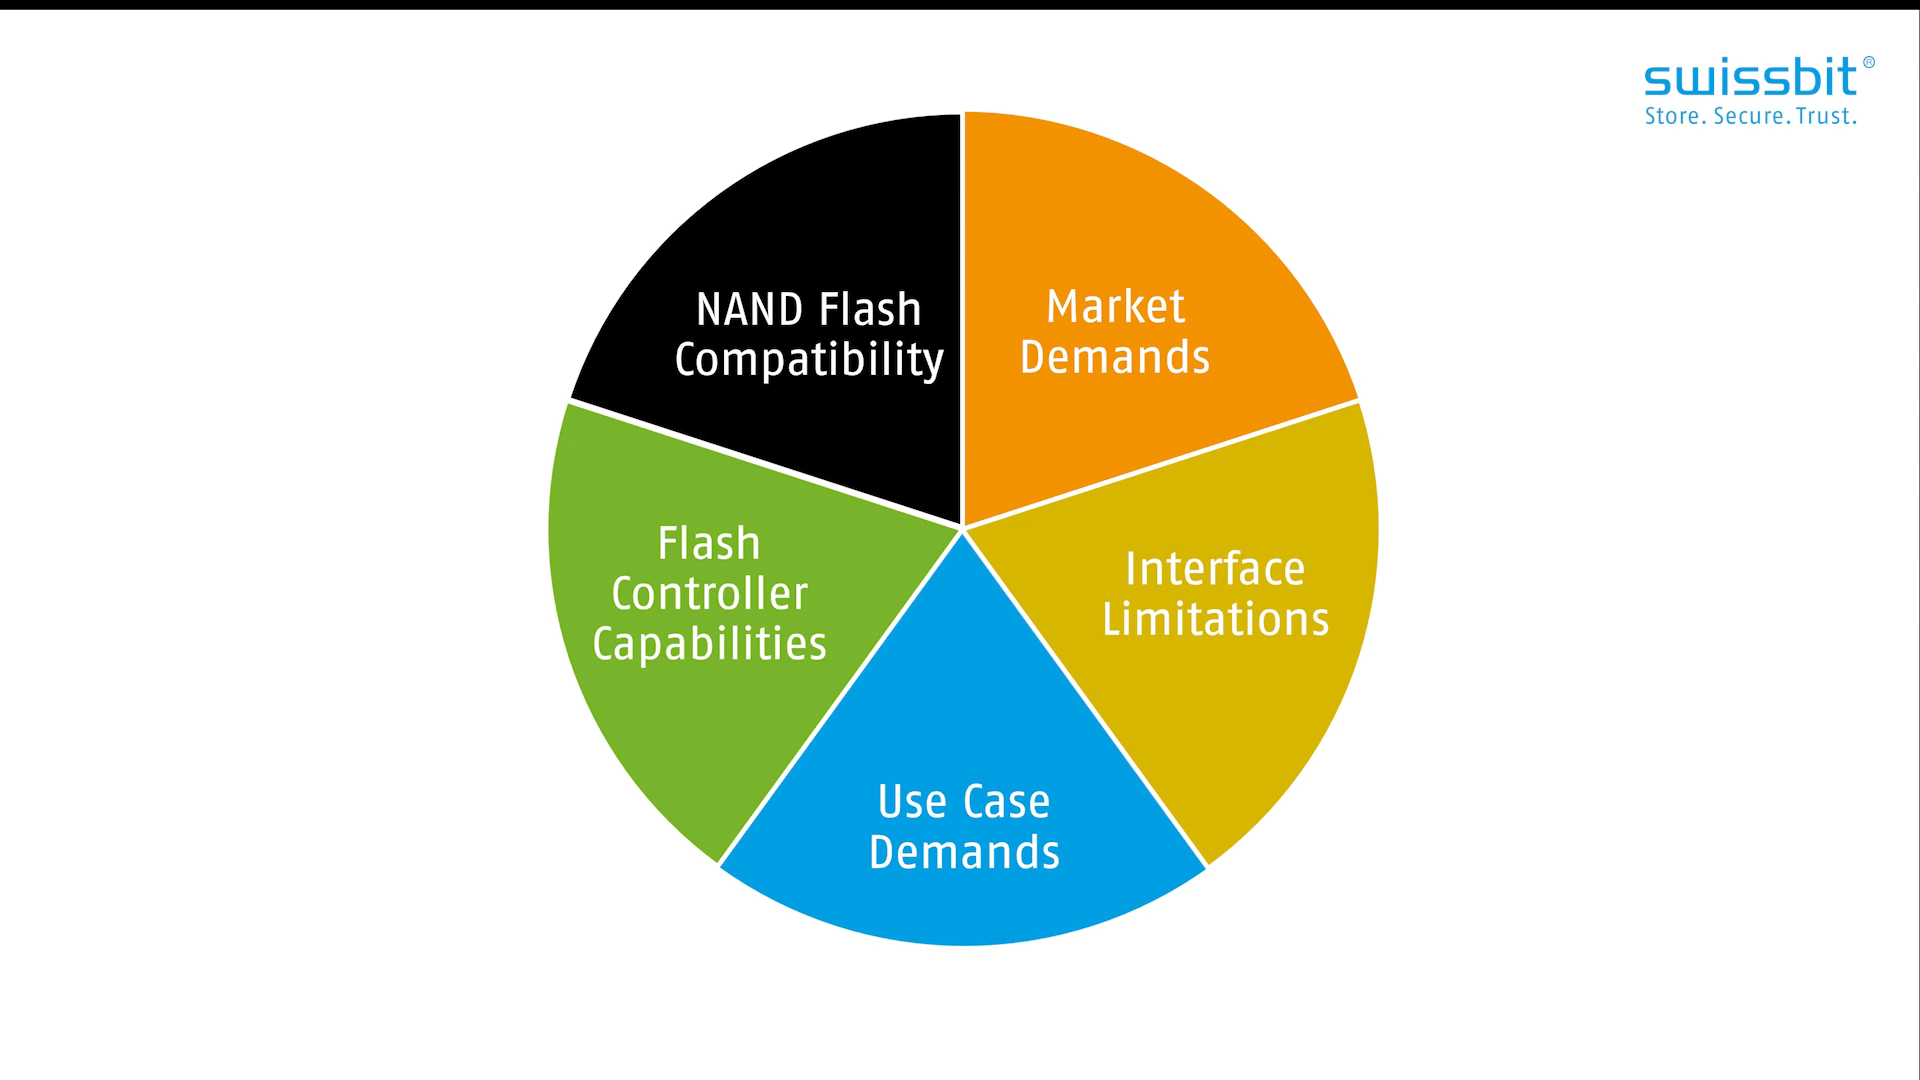 swissbit®
Store. Secure. Trust.
NAND Flash
Compatibility
Market
Demands
Flash
Controller
Capabilities
Interface
Limitations
Use Case
Demands